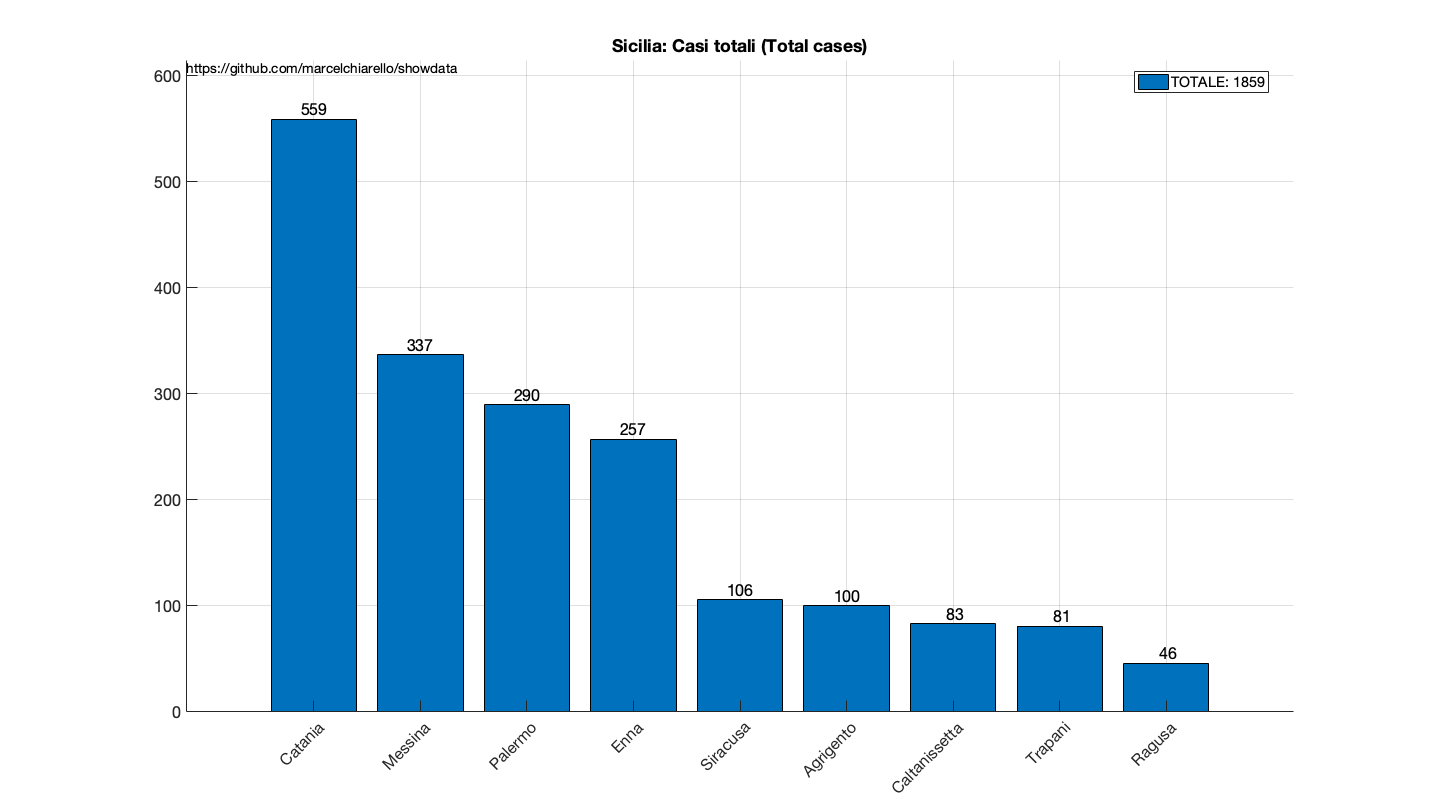 Sicilia: Casi totali (Total cases)
https://github.com/marcelchiarello/showdata
TOTALE: 1859
600
500
400
300
200
100
0
559
337
290
257
106
100
83
81
46
Catania
Messina
Palermo
Enna
Siracusa
Agrigento
Caltanissetta
Trapani
Ragusa